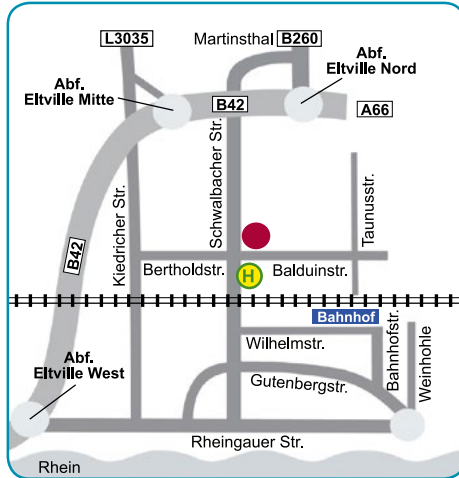 L3035
Martinsthal B260
Abf.
Eltville Mitte
Abf.
Eltville Nord
B42
A66
Kiedricher Str.
Schwalbacher Str.
Taunusstr.
B42
Bertholdstr.
Balduinstr.
H
Bahnhof
Wilhelmstr.
Bahnhofstr.
Weinhohle
Abf.
Eltville West
Gutenbergstr.
Rheingauer Str.
Rhein